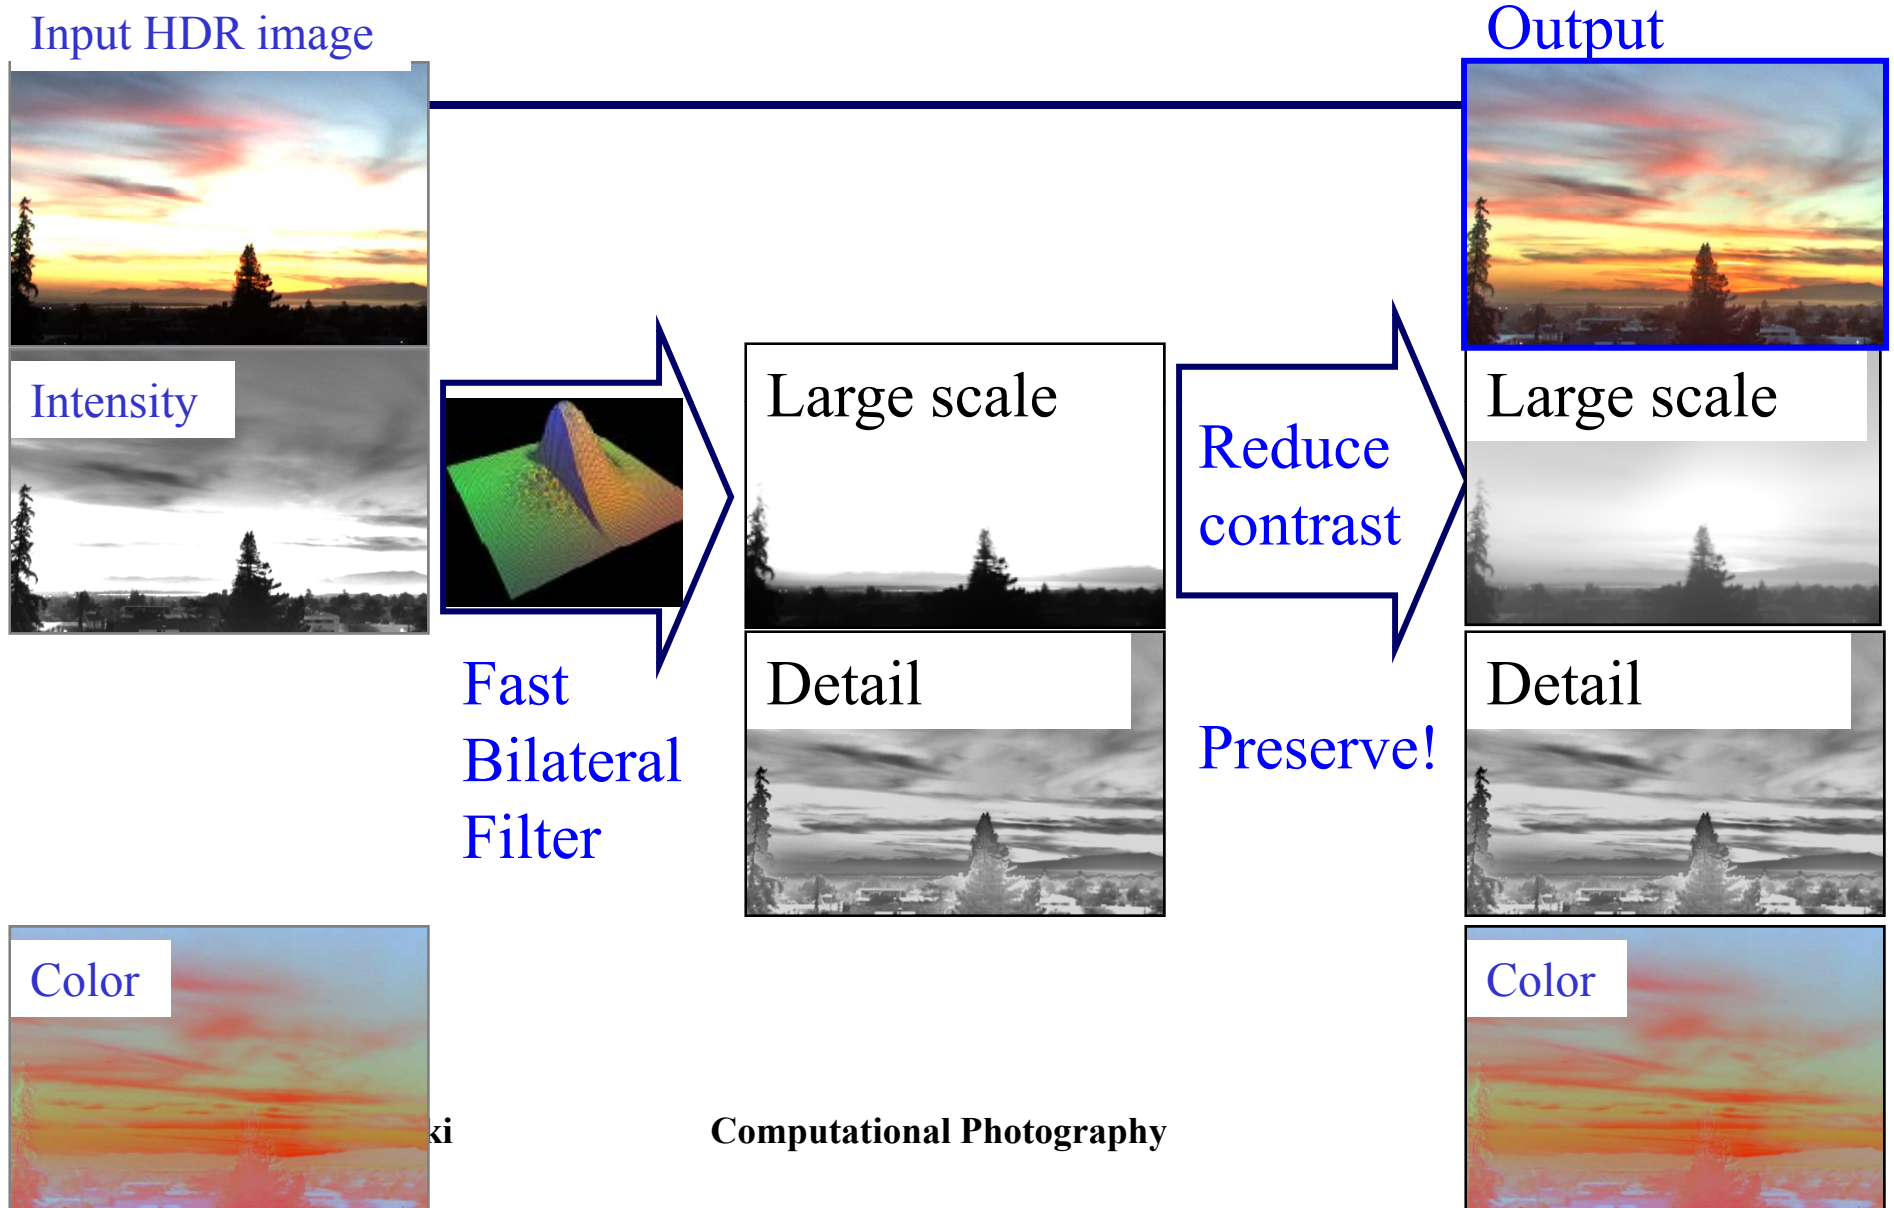 Input HDR image
Output
Intensity
Large scale
Reduce
contrast
Large scale
Fast
Bilateral
Filter
Detail
Preserve!
Detail
Color
Color
Computational Photography